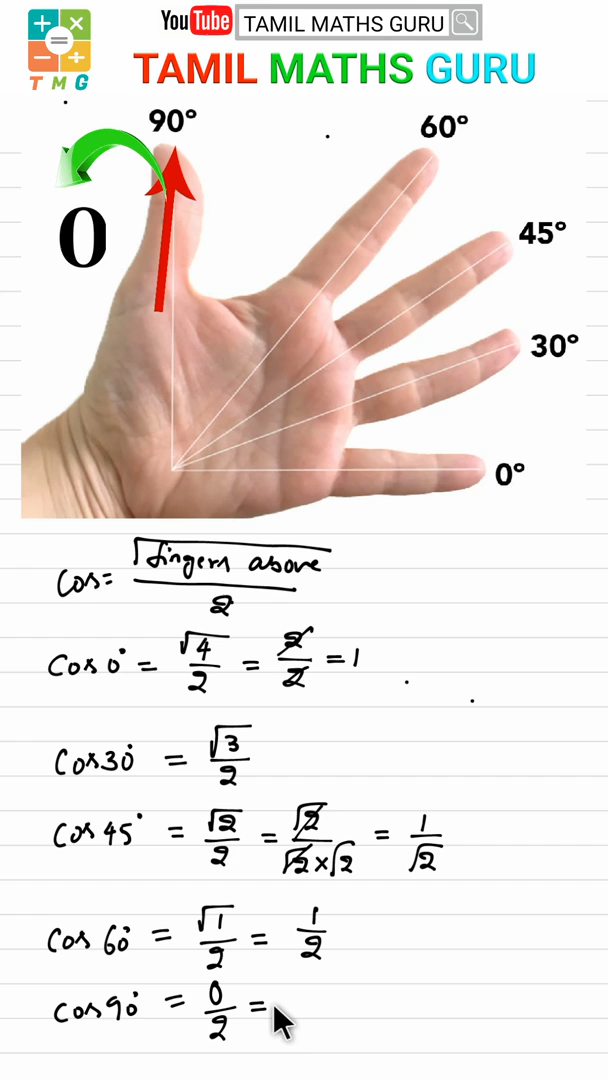 YouTube TAMIL MATHS GURU
TMG TAMIL MATHS GURU
90°
60°
45°
30°
0°
0
Cos = √fingers above / 2
Cos 0° = √4/2 = 2/2 = 1
Cos 30° = √3/2
Cos 45° = √2/2 = √2/√2×√2 = 1/√2
Cos 60° = √1/2 = 1/2
Cos 90° = 0/2 =